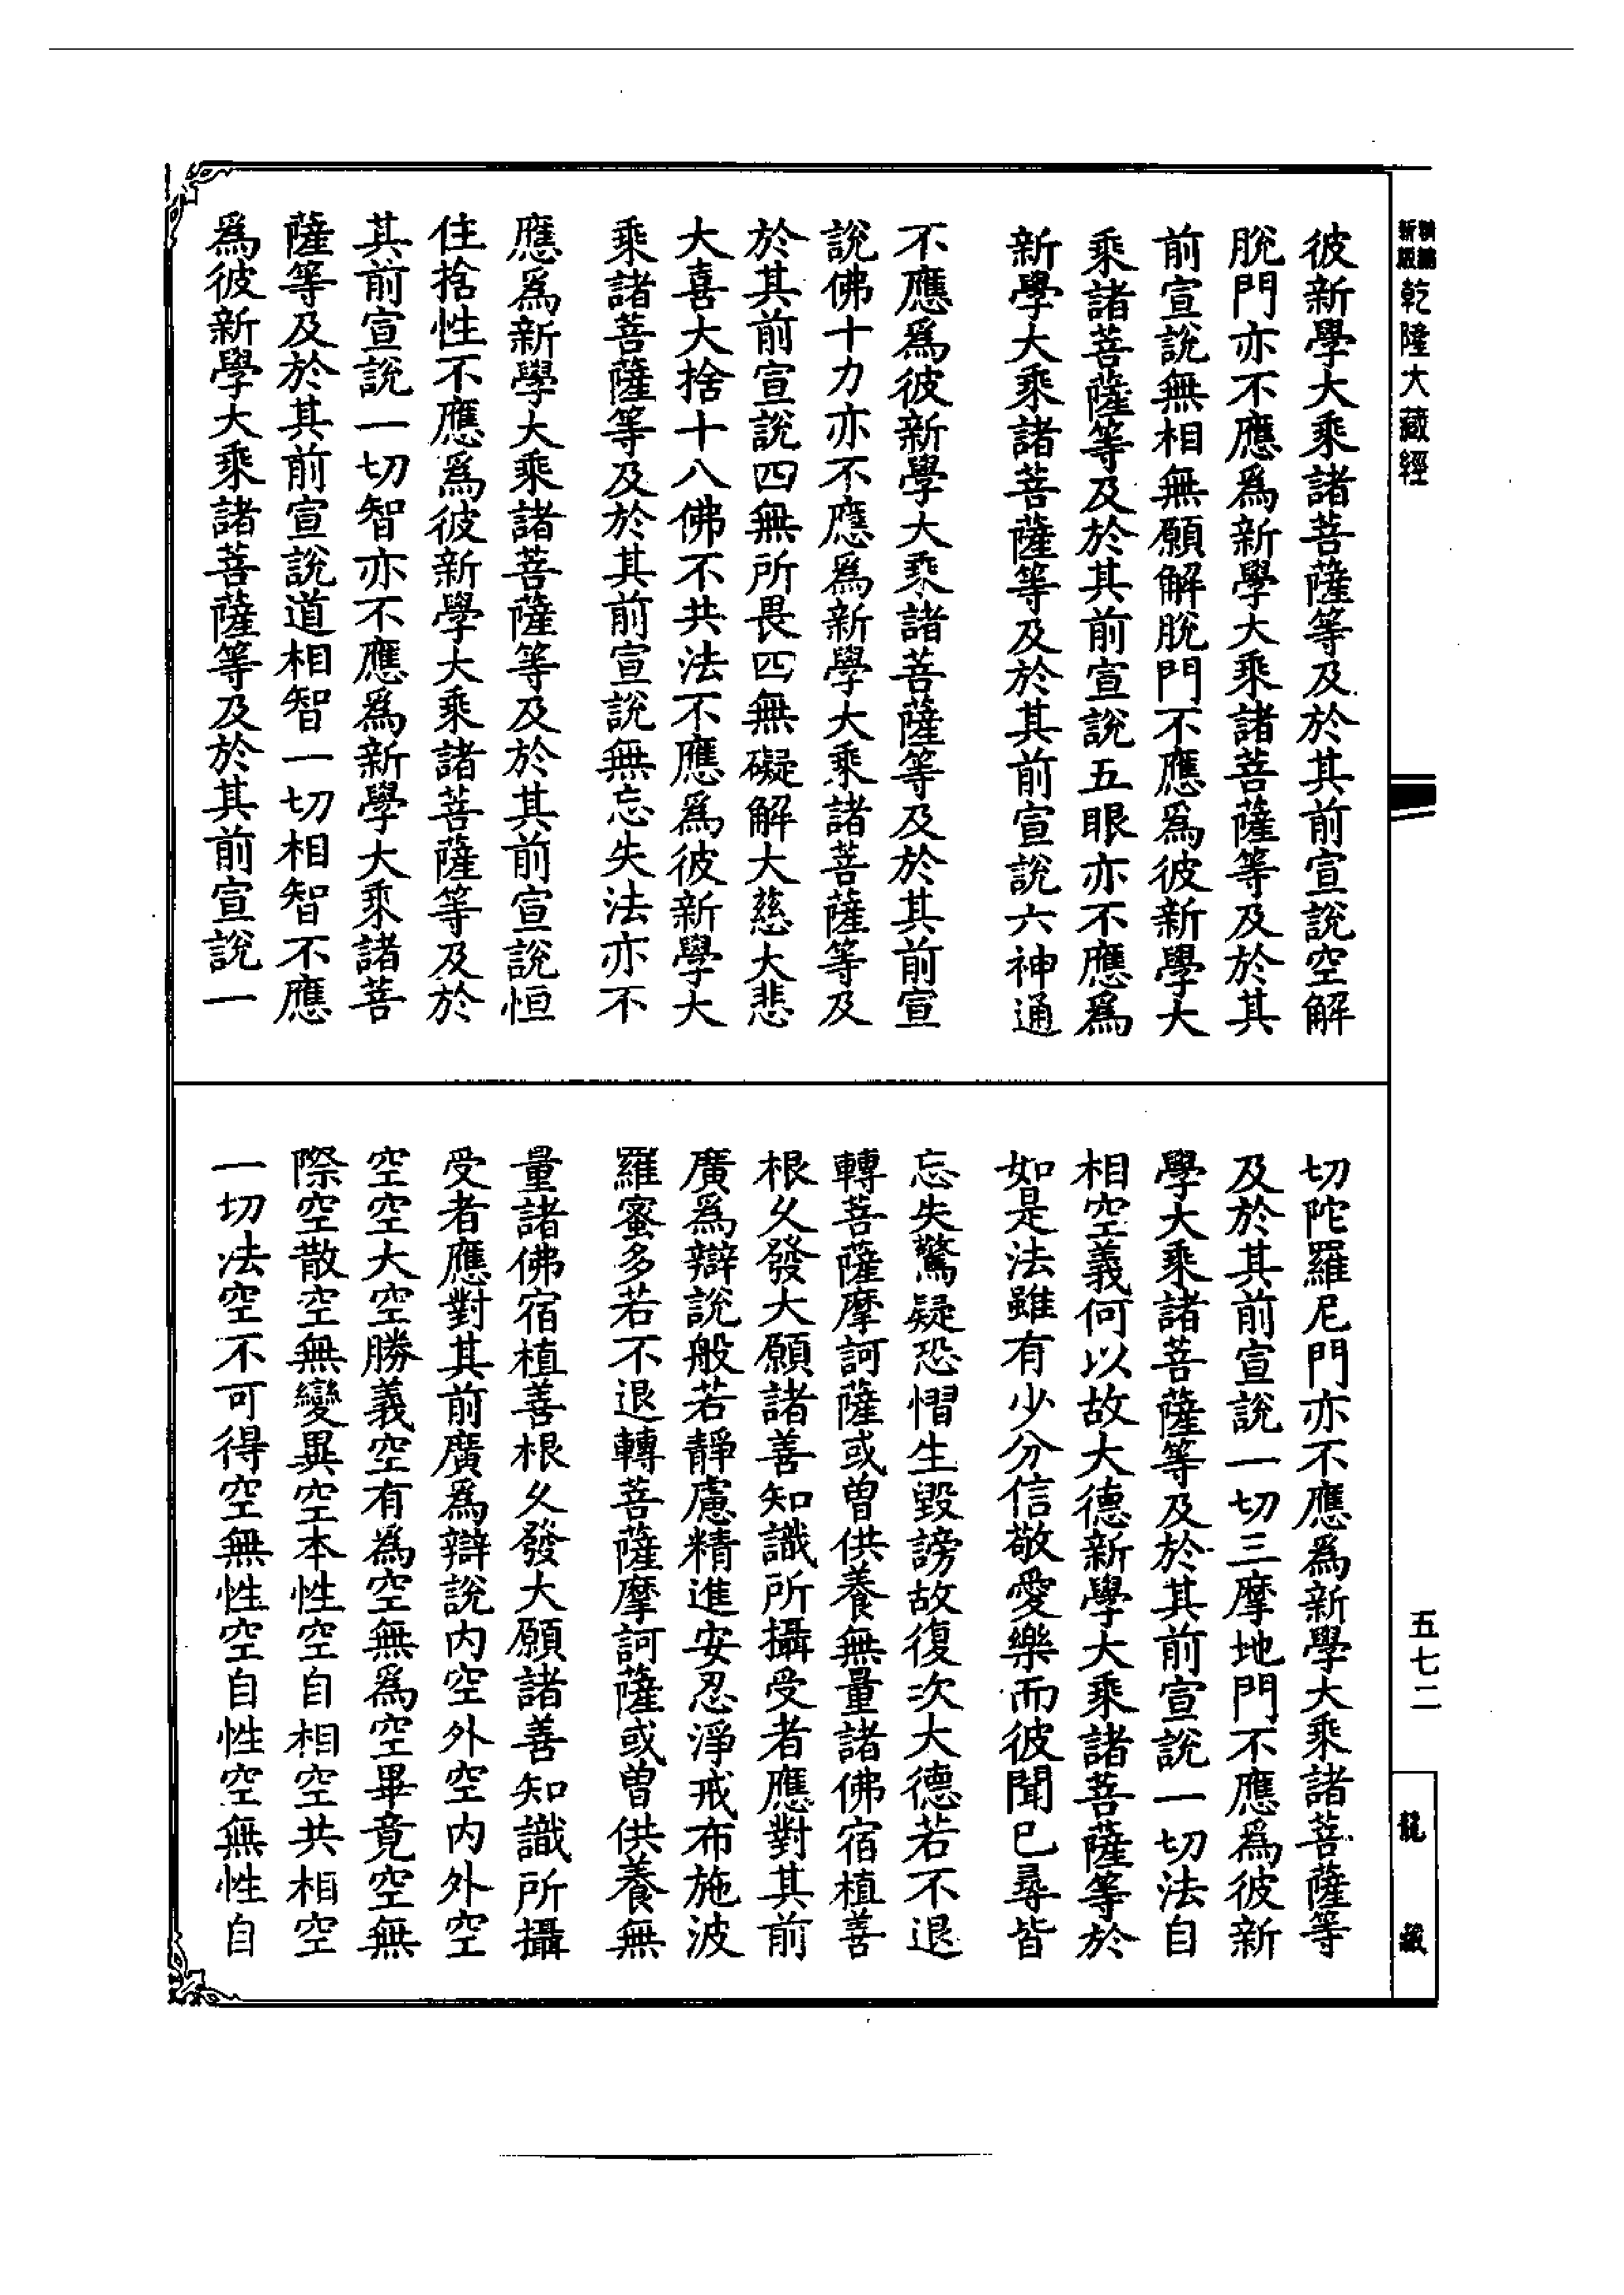 乾隆大藏經
五七二
龍藏
彼新學大乘諸菩薩等及於其前宣說空解
脫門亦不應爲新學大乘諸菩薩等及於其
前宣說無相無願解脫門不應爲彼新學大
乘諸菩薩等及於其前宣說五眼亦不應爲
新學大乘諸菩薩等及於其前宣說六神通
不應爲彼新學大乘諸菩薩等及於其前宣
說佛十力亦不應爲新學大乘諸菩薩等及
於其前宣說四無所畏四無礙解大慈大悲
大喜大捨十八佛不共法不應爲彼新學大
乘諸菩薩等及於其前宣說無忘失法亦不
應爲新學大乘諸菩薩等及於其前宣說恒
住捨性不應爲彼新學大乘諸菩薩等及於
其前宣說一切智亦不應爲新學大乘諸菩
薩等及於其前宣說道相智一切相智不應
爲彼新學大乘諸菩薩等及於其前宣說一
切陀羅尼門亦不應爲新學大乘諸菩薩等
及於其前宣說一切三摩地門不應爲彼新
學大乘諸菩薩等及於其前宣說一切法自
相空義何以故大德新學大乘諸菩薩等於
如是法雖有少分信敬愛樂而彼聞已尋皆
忘失驚疑恐慴生毀謗故復次大德若不退
轉菩薩摩訶薩或曾供養無量諸佛宿植善
根久發大願諸善知識所攝受者應對其前
廣爲辯說般若靜慮精進安忍淨戒布施波
羅蜜多若不退轉菩薩摩訶薩或曾供養無
量諸佛宿植善根久發大願諸善知識所攝
受者應對其前廣爲辯說內空外空內外空
空空大空勝義空有爲空無爲空畢竟空無
際空散空無變異空本性空自相空共相空
一切法空不可得空無性空自性空無性自